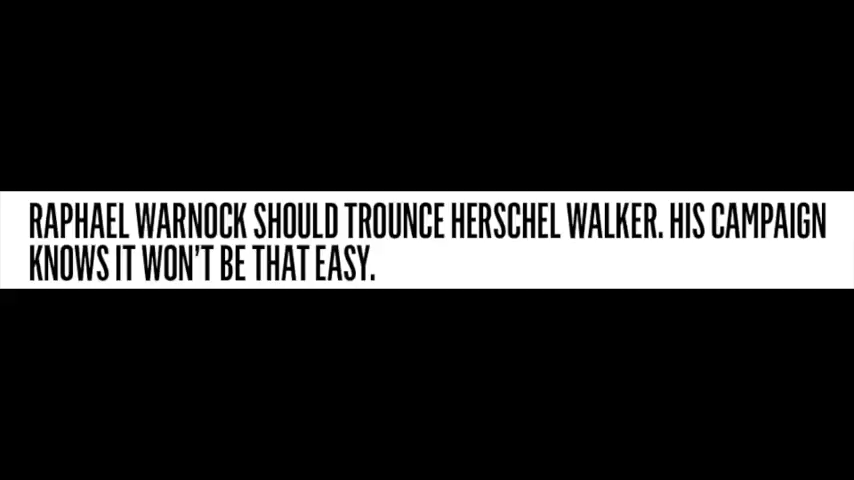 RAPHAEL WARNOCK SHOULD TROUNCE HERSCHEL WALKER. HIS CAMPAIGN
KNOWS IT WON'T BE THAT EASY.